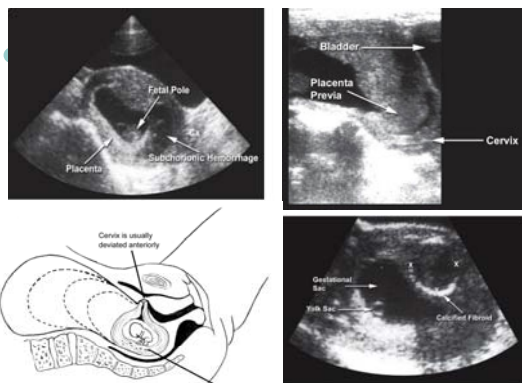 Fetal Pole
Placenta
Subchorionic Hemorrhage
Bladder
Placenta
Previa
Cervix
Cervix is usually
deviated anteriorly
Gestational
Sac
Yolk Sac
Calcified Fibroid
X
X